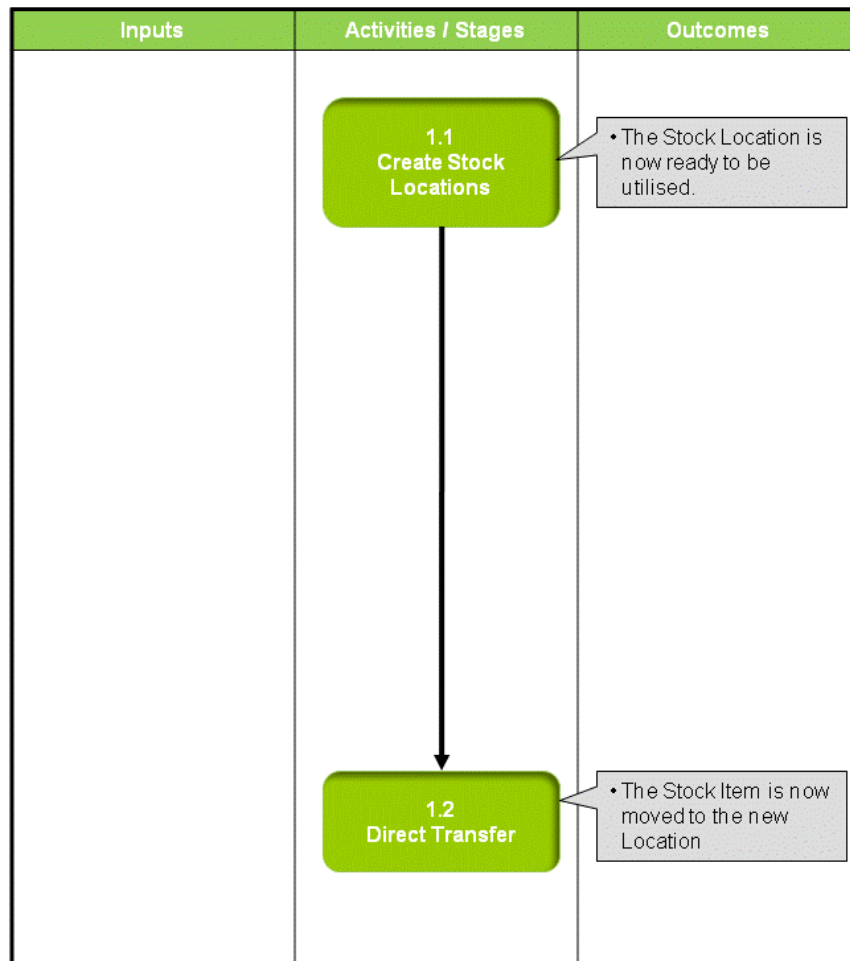 Inputs
Activities / Stages
Outcomes
1.1
Create Stock
Locations
• The Stock Location is
now ready to be
utilised.
1.2
Direct Transfer
• The Stock Item is now
moved to the new
Location